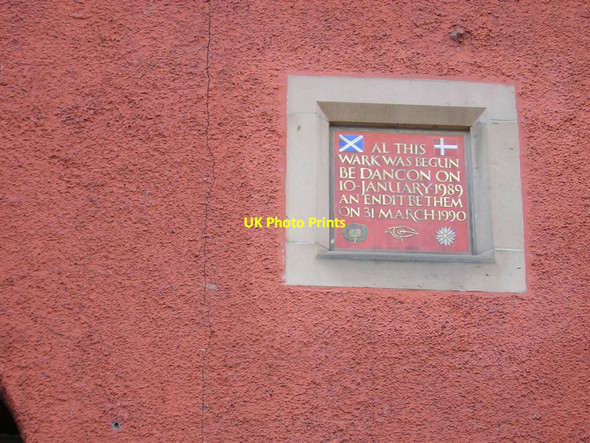 AL THIS
WARK WAS BEGUN
BE DANCON ON
10·JANUARY·1989
AN ENDIT BE THEM
ON 31 MARCH 1990
UK Photo Prints